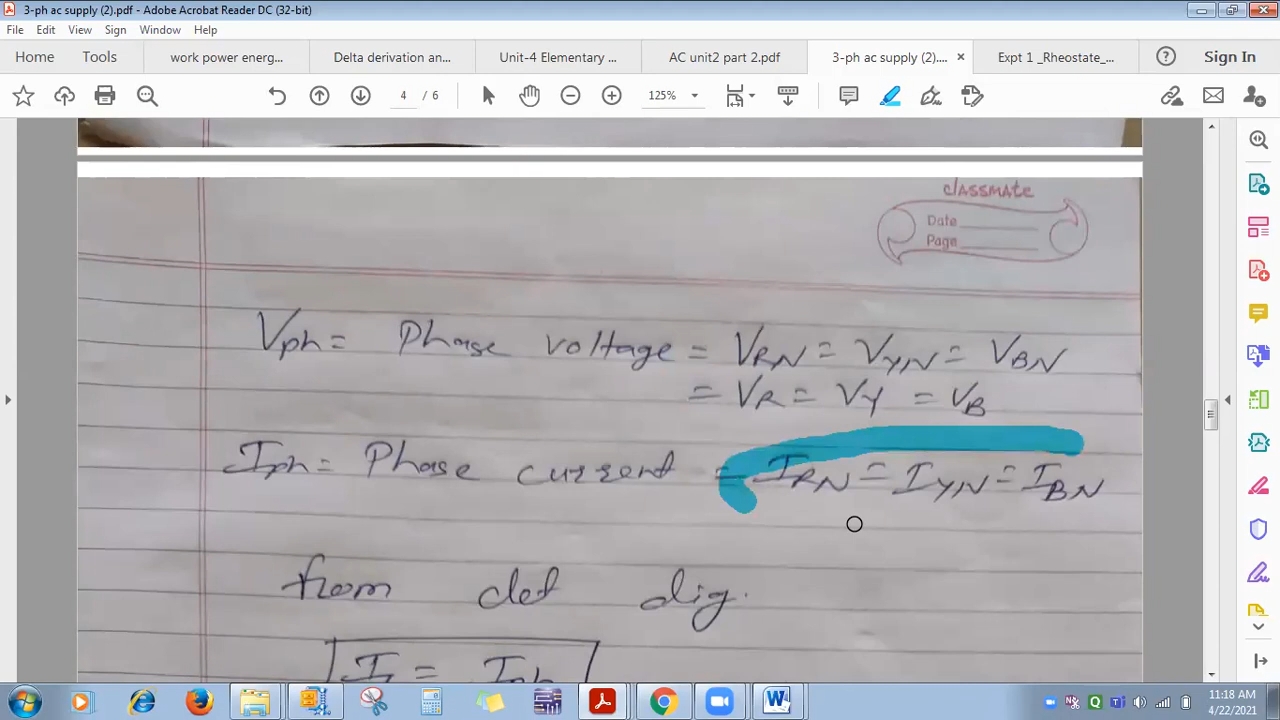 3-ph ac supply (2).pdf - Adobe Acrobat Reader DC (32-bit)
File Edit View Sign Window Help
Home Tools work power energ... Delta derivation an... Unit-4 Elementary ... AC unit2 part 2.pdf 3-ph ac supply (2).... × Expt 1 _Rheostate_... Sign In
4 / 6 125%
classmate
Date
Page
Vph = Phase voltage = VRN = VYN = VBN
= VR = VY = VB
Iph = Phase current = IRN = IYN = IBN
from ckt dig.
IL = Iph
W
11:18 AM
4/22/2021